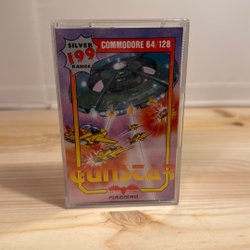 SILVER
199
RANGE
COMMODORE 64/128
GUNSTAR
FIREBIRD